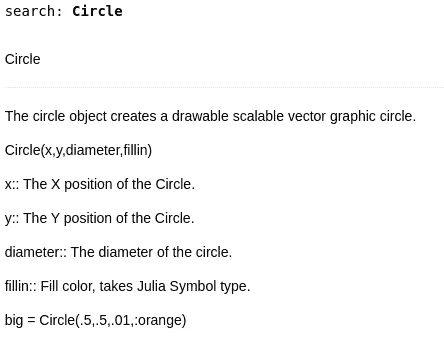 search: Circle
Circle
The circle object creates a drawable scalable vector graphic circle.
Circle(x,y,diameter,fillin)
x:: The X position of the Circle.
y:: The Y position of the Circle.
diameter:: The diameter of the circle.
fillin:: Fill color, takes Julia Symbol type.
big = Circle(.5,.5,.01,:orange)